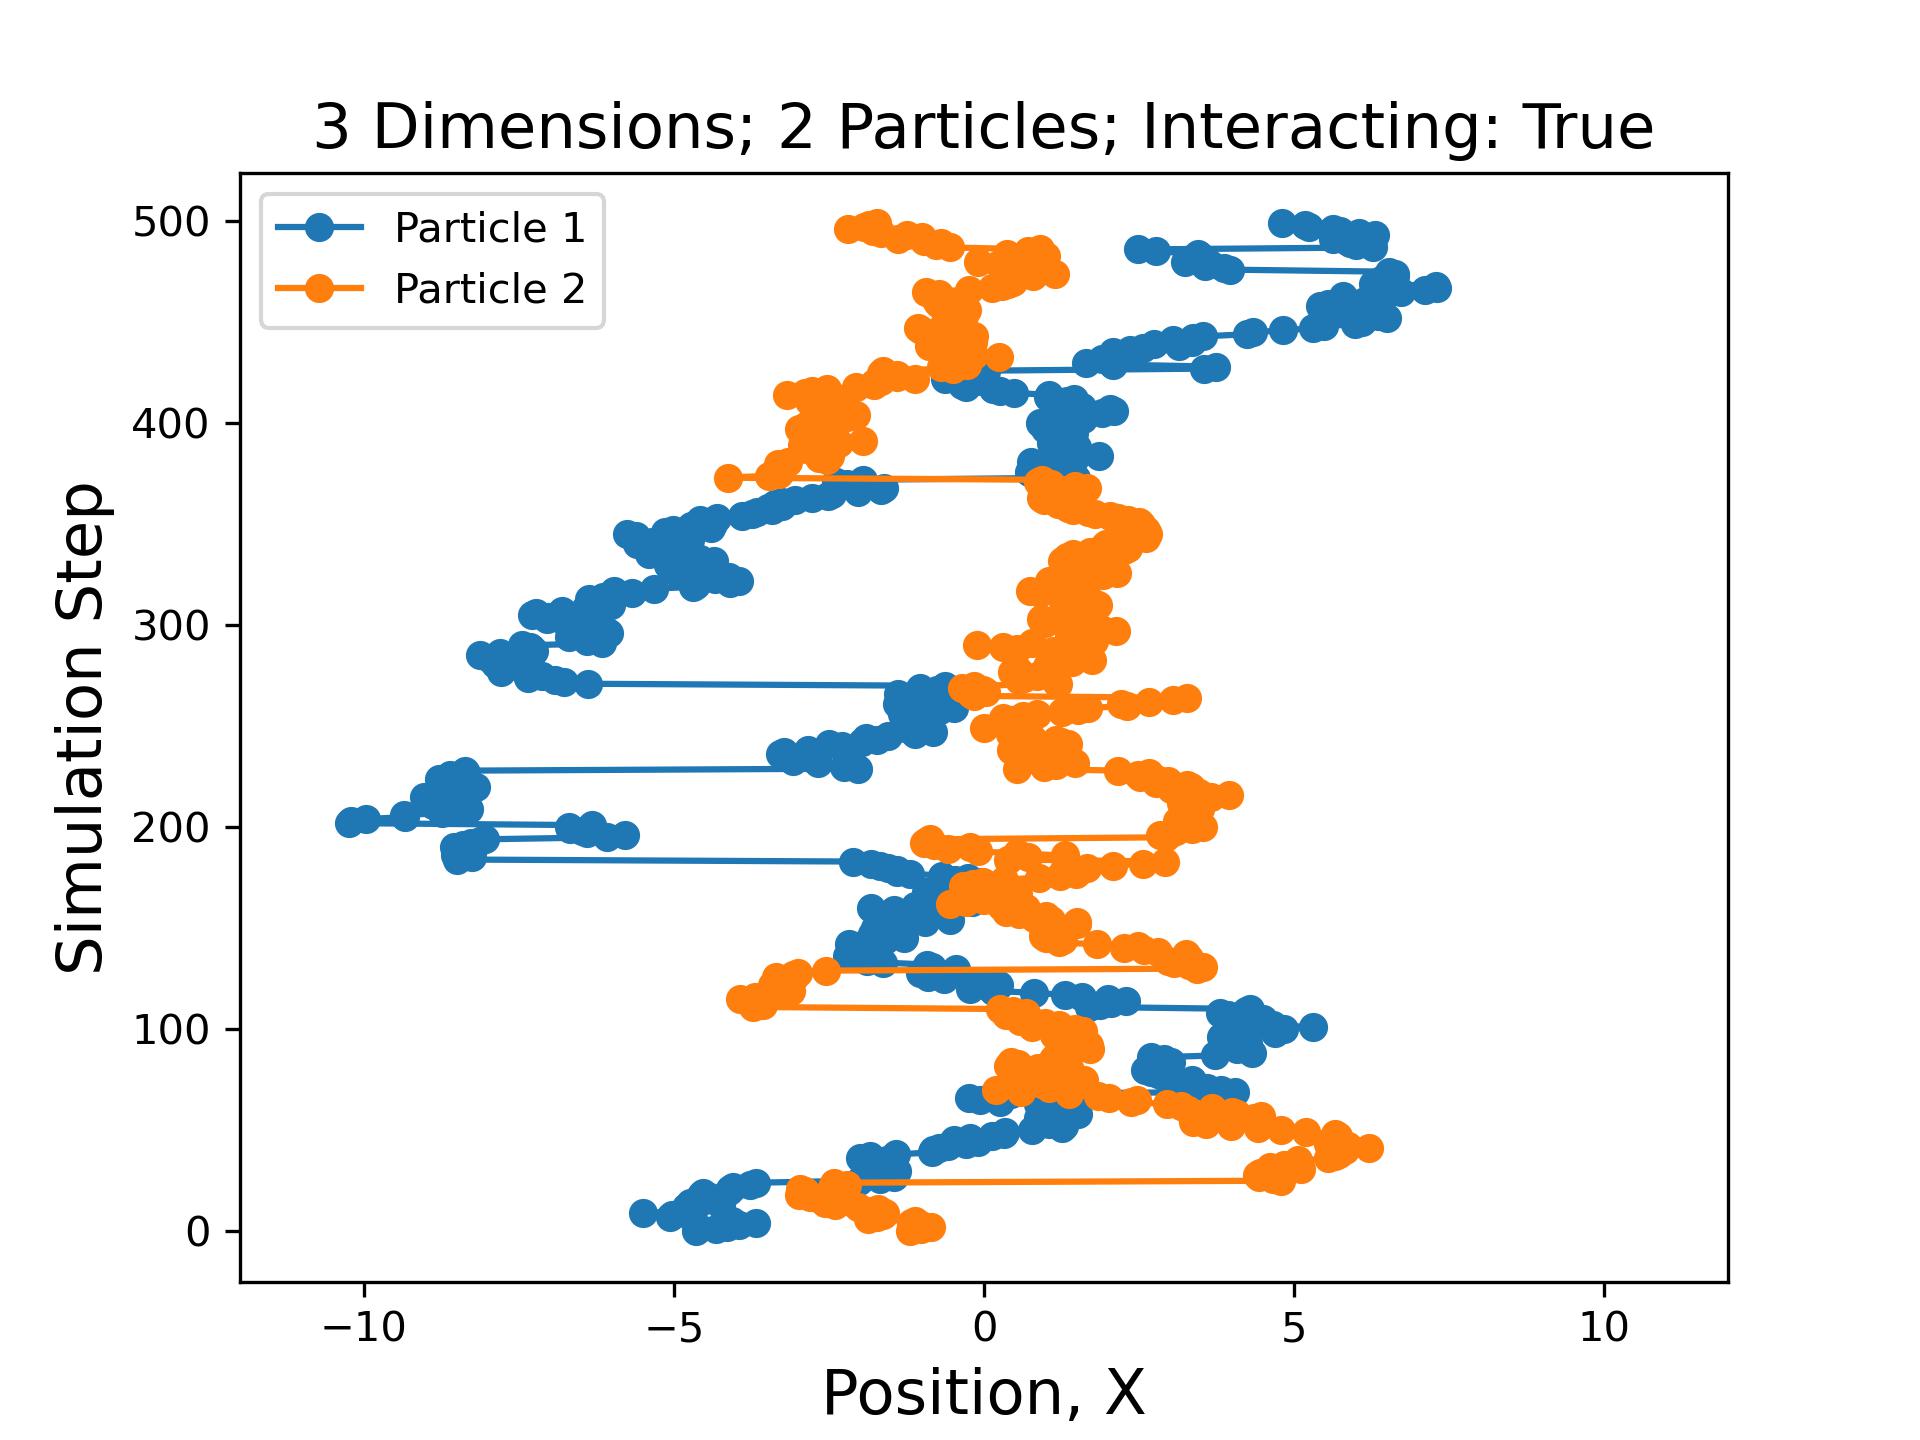 3 Dimensions; 2 Particles; Interacting: True
Particle 1
Particle 2
500
400
300
200
100
0
Simulation Step
−10
−5
0
5
10
Position, X